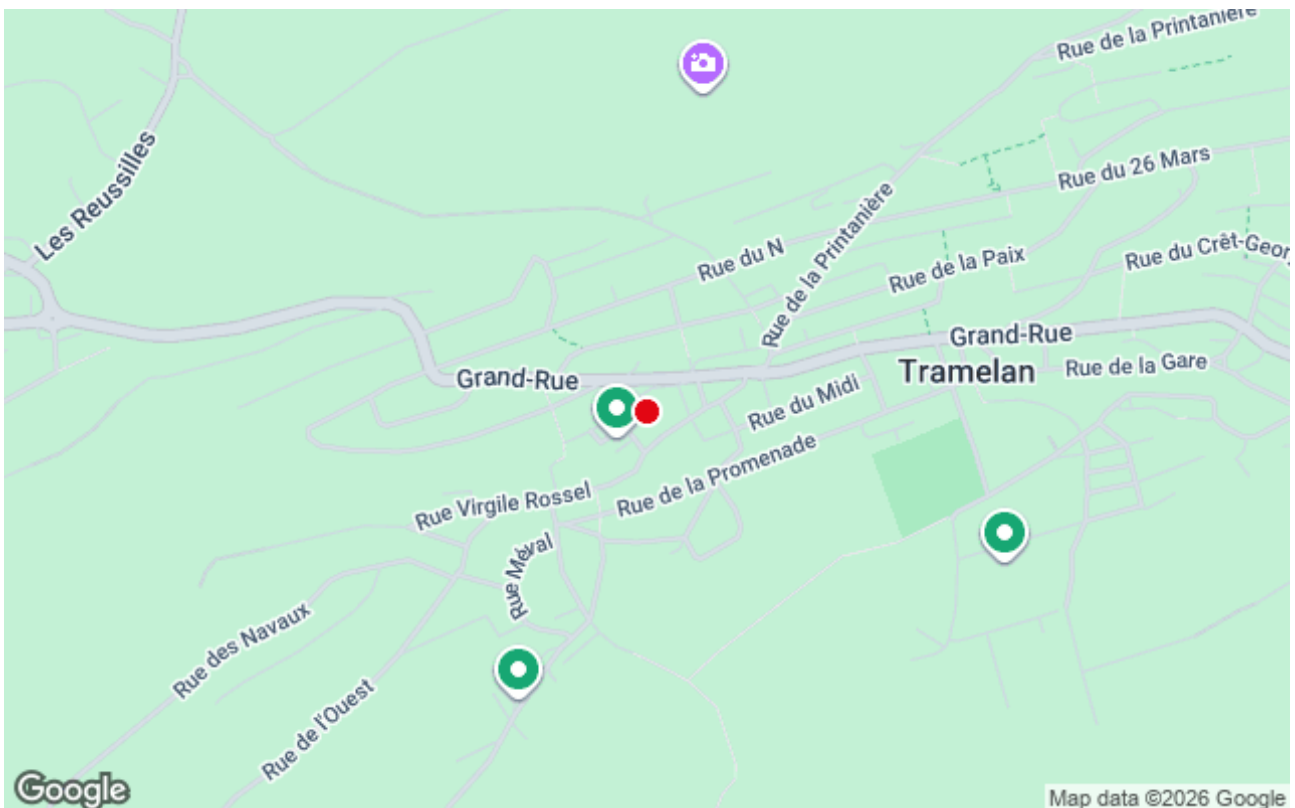 Rue de la Printanière
Les Reussilles
Rue du 26 Mars
Rue de la Printanière
Rue du N
Rue de la Paix
Rue du Crêt-Georg
Grand-Rue
Tramelan
Rue de la Gare
Grand-Rue
Rue du Midi
Rue de la Promenade
Rue Virgile Rossel
Rue Mèval
Rue des Navaux
Rue de l'Ouest
Google
Map data ©2026 Google